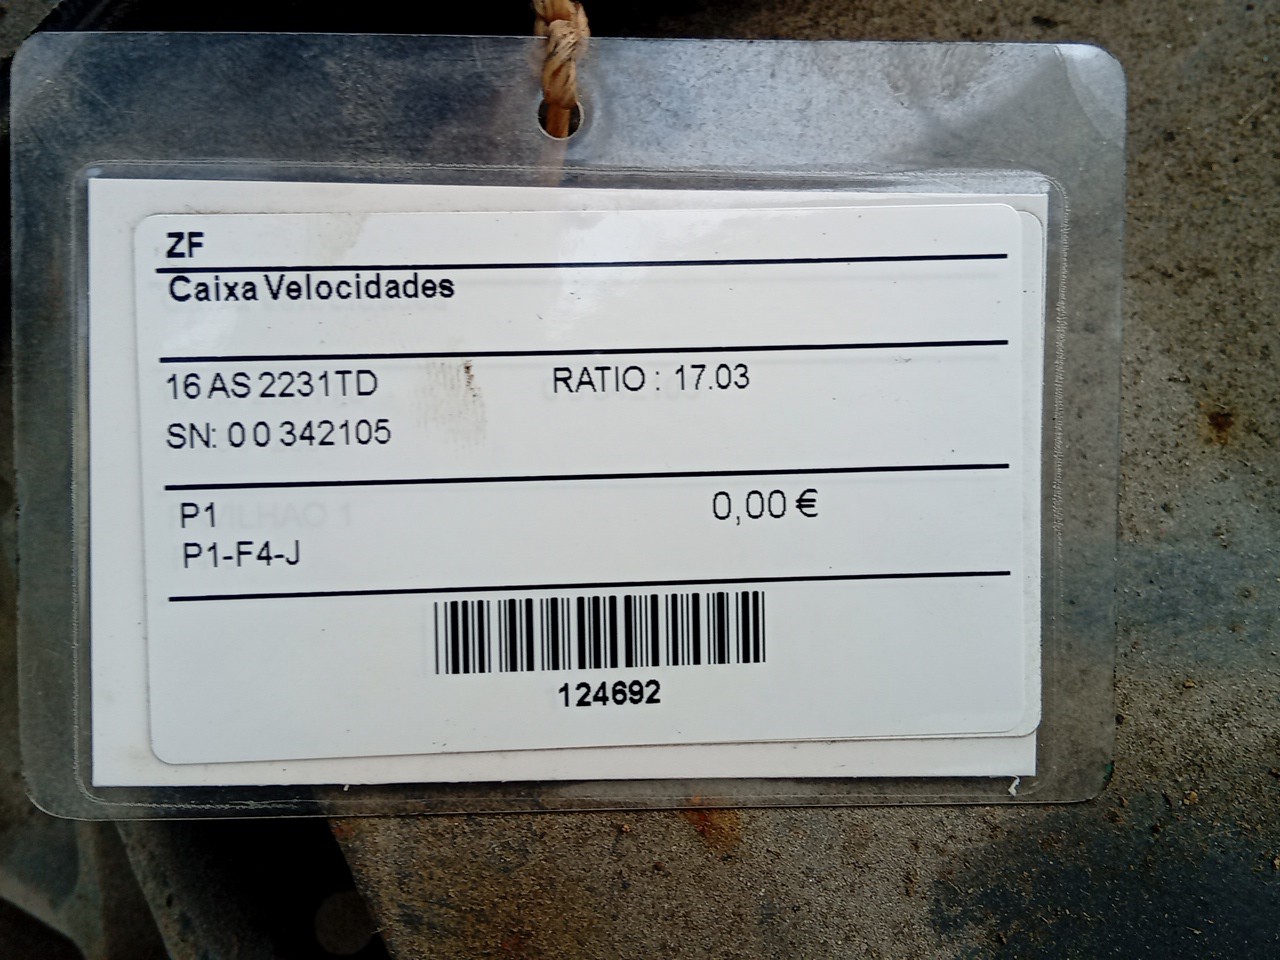 ZF
Caixa Velocidades
16 AS 2231TD RATIO : 17.03
SN: 0 0 342105
P1 0,00 €
P1-F4-J
124692